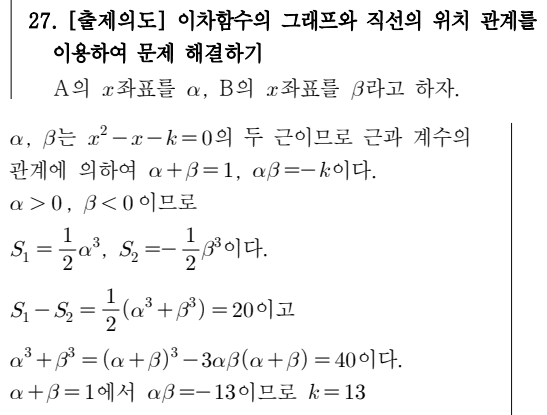 27. [출제의도] 이차함수의 그래프와 직선의 위치 관계를
이용하여 문제 해결하기
A의 x좌표를 α, B의 x좌표를 β라고 하자.
α, β는 x²−x−k=0의 두 근이므로 근과 계수의
관계에 의하여 α+β=1, αβ=−k이다.
α>0, β<0이므로
S₁=1/2α³, S₂=−1/2β³이다.
S₁−S₂=1/2(α³+β³)=20이고
α³+β³=(α+β)³−3αβ(α+β)=40이다.
α+β=1에서 αβ=−13이므로 k=13